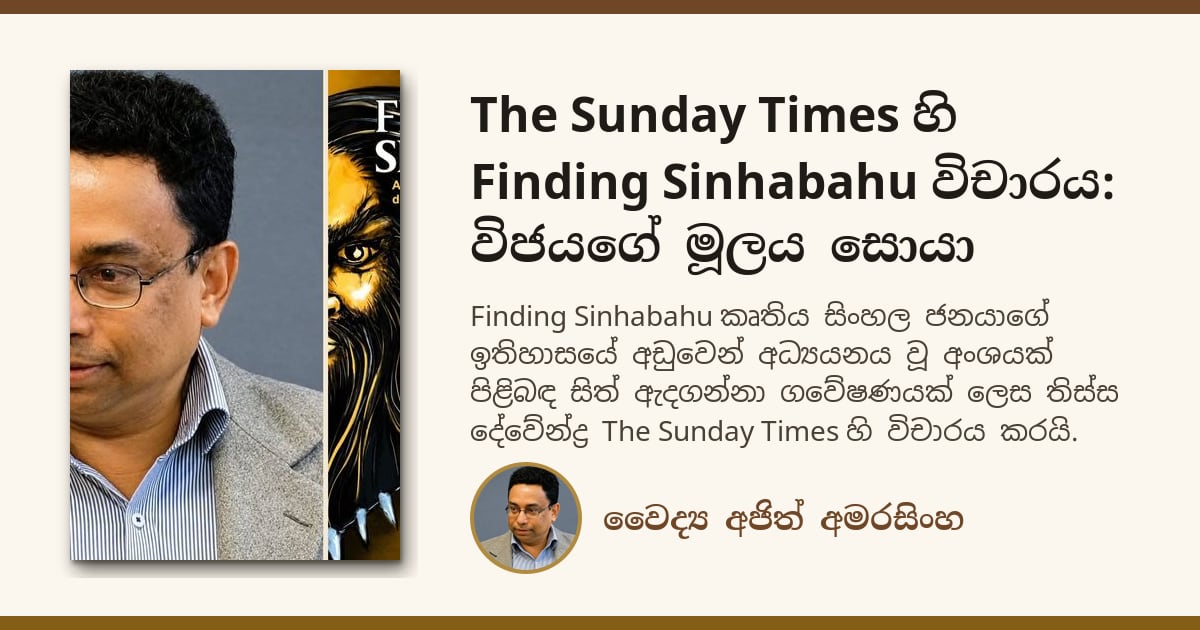 F
S
A
d
The Sunday Times හි
Finding Sinhabahu විචාරය:
විජයගේ මූලය සොයා
Finding Sinhabahu කෘතිය සිංහල ජනයාගේ
ඉතිහාසයේ අඩුවෙන් අධ්‍යයනය වූ අංශයක්
පිළිබඳ සිත් ඇදගන්නා ගවේෂණයක් ලෙස තිස්ස
දේවේන්ද්‍ර The Sunday Times හි විචාරය කරයි.
වෛද්‍ය අජිත් අමරසිංහ